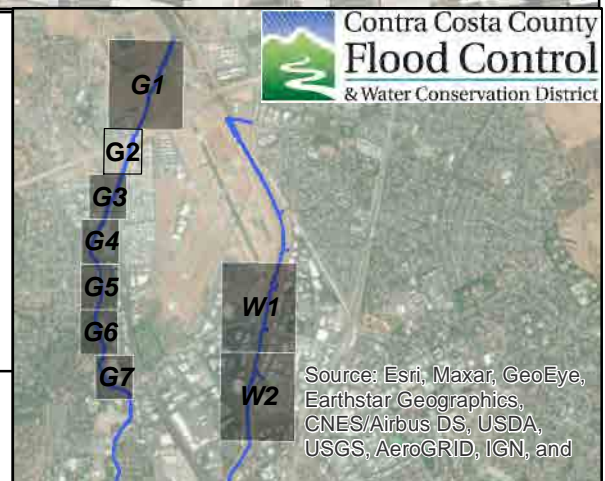 Contra Costa County
Flood Control
& Water Conservation District
G1
G2
G3
G4
G5
G6
G7
W1
W2
Source: Esri, Maxar, GeoEye,
Earthstar Geographics,
CNES/Airbus DS, USDA,
USGS, AeroGRID, IGN, and